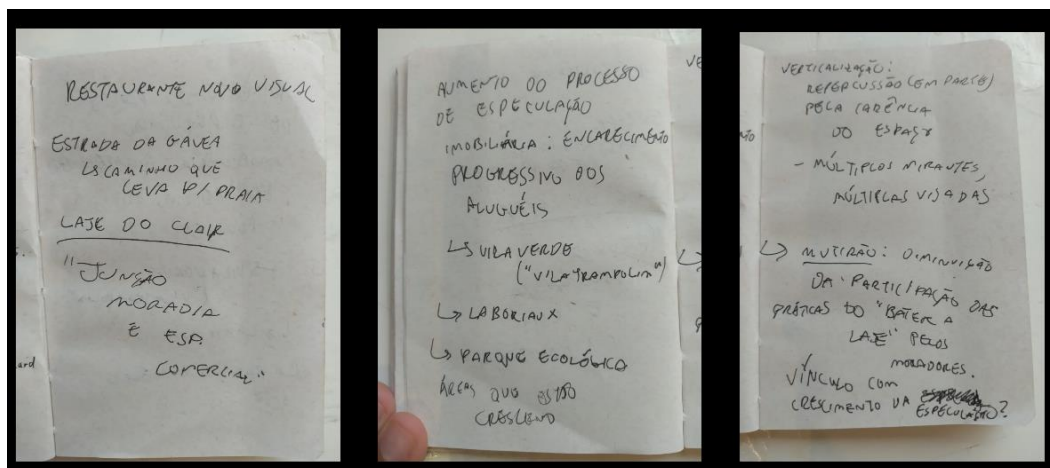 RESTAURANTE NOVO VISUAL
ESTRADA DA GÁVEA
↳ CAMINHO QUE
LEVA P/ PRAIA
LAJE DO CLAIR
"JUNÇÃO
MORADIA
E ESP.
COMERCIAL"
AUMENTO DO PROCESSO
DE ESPECULAÇÃO
IMOBILIÁRIA: ENCARECIMENTO
PROGRESSIVO DOS
ALUGUÉIS
↳ VILA VERDE
("VILA TRAMPOLIM")
↳ LABORIAUX
↳ PARQUE ECOLÓGICO
ÁREAS QUE ESTÃO
CRESCENDO
VERTICALIZAÇÃO:
REPERCUSSÃO (EM PARTE)
PELA CARÊNCIA
DO ESPAÇO
- MÚLTIPLOS MIRANTES,
MÚLTIPLAS VISADAS
↳ MUTIRÃO: DIMINUIÇÃO
DA PARTICIPAÇÃO DAS
PRÁTICAS DO "BATER A
LAJE" PELOS
MORADORES.
VÍNCULO COM
CRESCIMENTO DA
ESPECULAÇÃO?